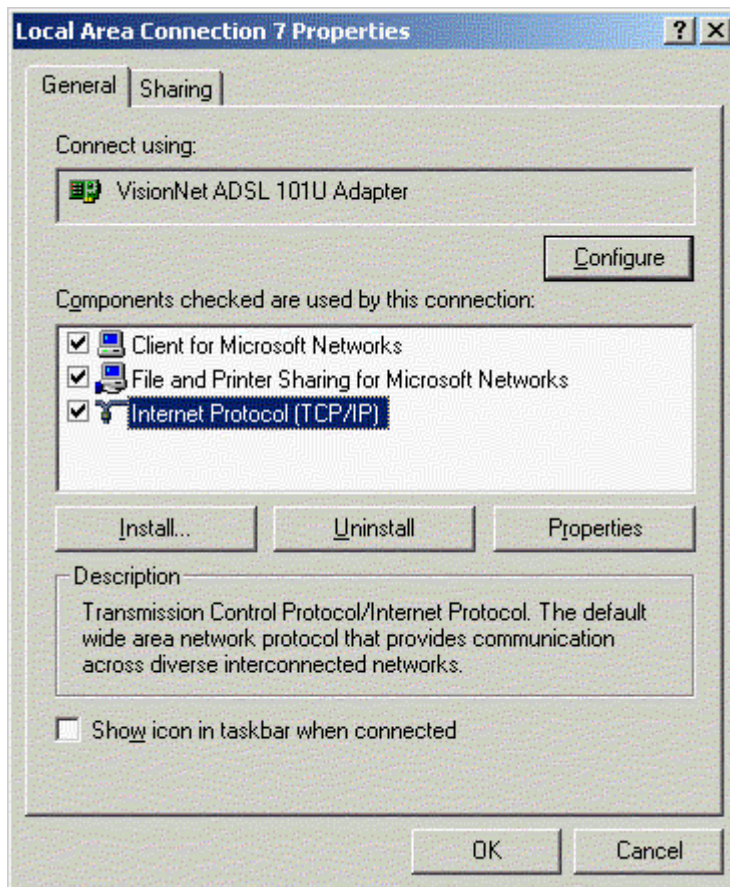 Local Area Connection 7 Properties
General
Sharing
Connect using:
VisionNet ADSL 101U Adapter
Configure
Components checked are used by this connection:
Client for Microsoft Networks
File and Printer Sharing for Microsoft Networks
Internet Protocol (TCP/IP)
Install...
Uninstall
Properties
Description
Transmission Control Protocol/Internet Protocol. The default
wide area network protocol that provides communication
across diverse interconnected networks.
Show icon in taskbar when connected
OK
Cancel